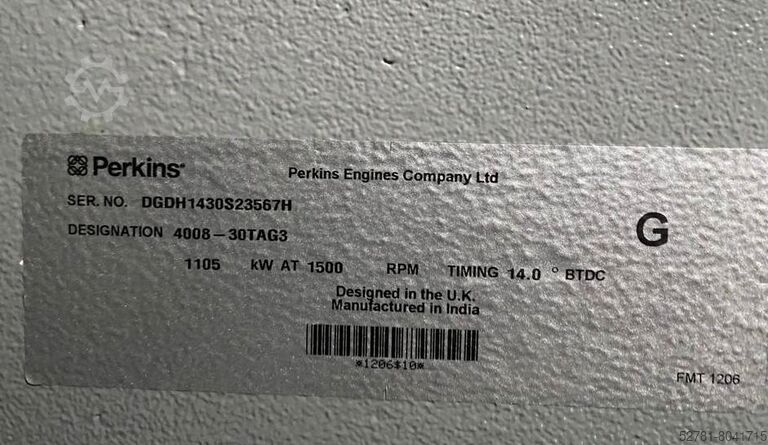 Perkins
Perkins Engines Company Ltd
SER. NO. DGDH1430S23567H
DESIGNATION 4008-30TAG3
G
1105 kW AT 1500 RPM TIMING 14.0 ° BTDC
Designed in the U.K.
Manufactured in India
*1206$10*
FMT 1206
52781-8041715